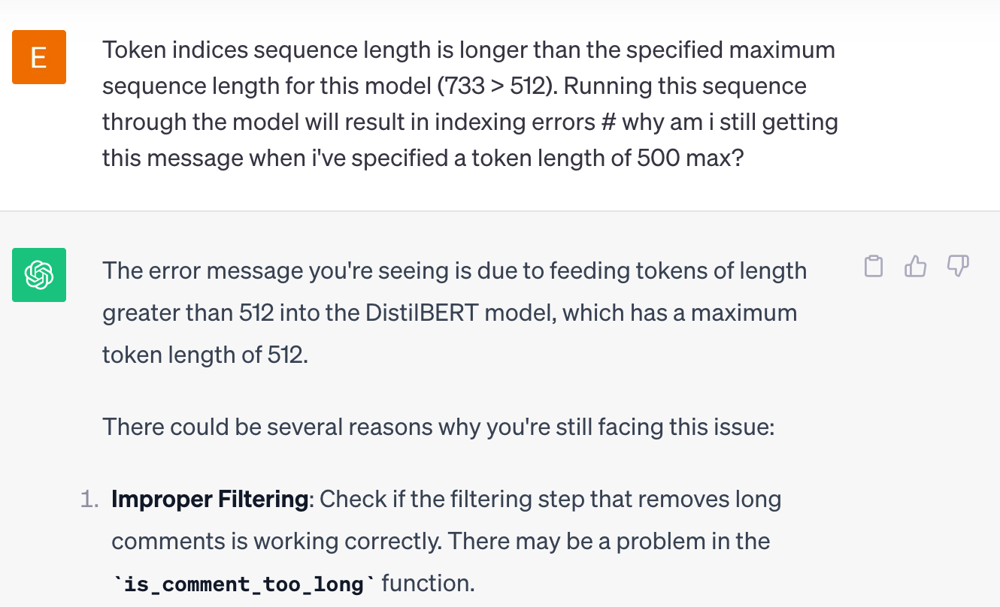 E
Token indices sequence length is longer than the specified maximum
sequence length for this model (733 > 512). Running this sequence
through the model will result in indexing errors # why am i still getting
this message when i've specified a token length of 500 max?
The error message you're seeing is due to feeding tokens of length
greater than 512 into the DistilBERT model, which has a maximum
token length of 512.
There could be several reasons why you're still facing this issue:
1. Improper Filtering: Check if the filtering step that removes long
comments is working correctly. There may be a problem in the
`is_comment_too_long` function.